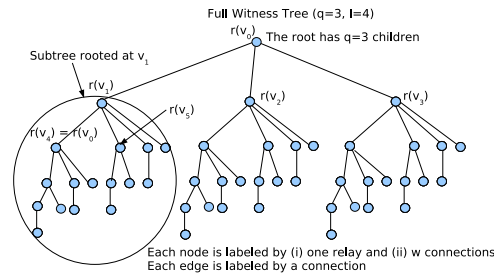 Full Witness Tree (q=3, l=4)
r(v0)
The root has q=3 children
Subtree rooted at v1
r(v1)
r(v2)
r(v3)
r(v5)
r(v4) = r(v0)
Each node is labeled by (i) one relay and (ii) w connections
Each edge is labeled by a connection